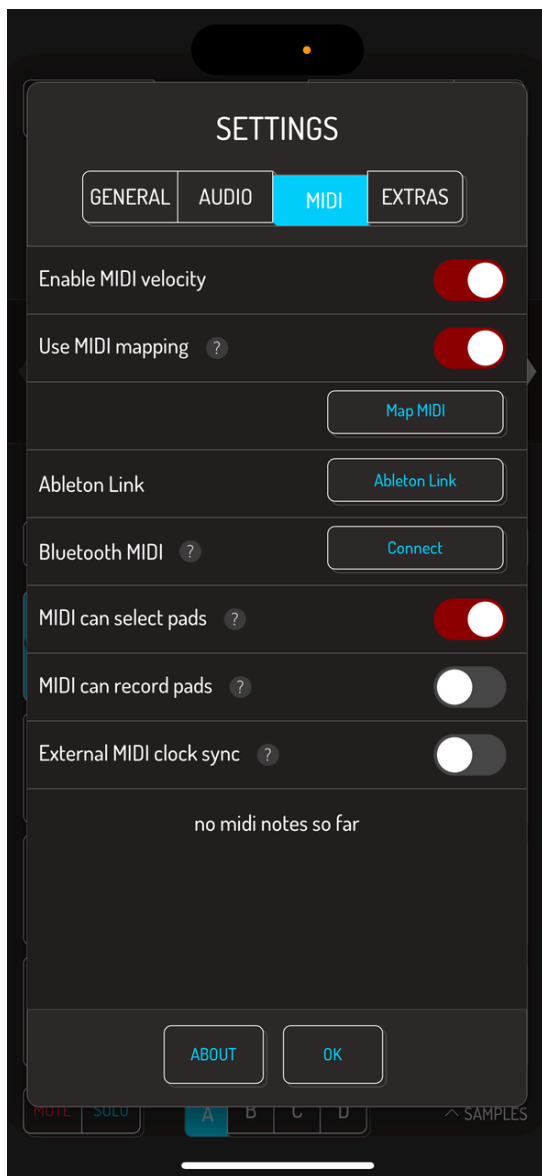 SETTINGS
GENERAL AUDIO MIDI EXTRAS
Enable MIDI velocity
Use MIDI mapping ?
Map MIDI
Ableton Link Ableton Link
Bluetooth MIDI ? Connect
MIDI can select pads ?
MIDI can record pads ?
External MIDI clock sync ?
no midi notes so far
ABOUT OK
MUTE SOLO A B C D SAMPLES